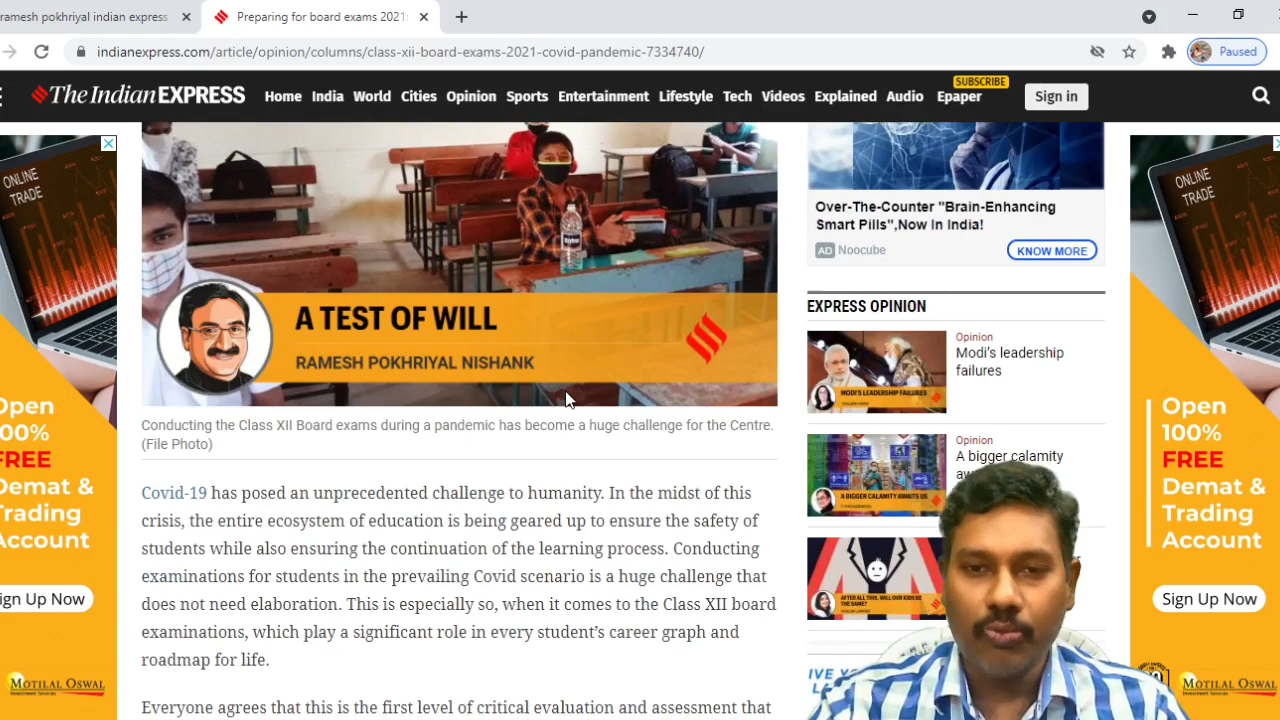 ramesh pokhriyal indian express
Preparing for board exams 2021:
indianexpress.com/article/opinion/columns/class-xii-board-exams-2021-covid-pandemic-7334740/
Paused
The Indian EXPRESS
Home India World Cities Opinion Sports Entertainment Lifestyle Tech Videos Explained Audio Epaper
SUBSCRIBE
Sign in
ONLINE
TRADE
Open
100%
FREE
Demat &
Trading
Account
Sign Up Now
MOTILAL OSWAL
A TEST OF WILL
RAMESH POKHRIYAL NISHANK
Conducting the Class XII Board exams during a pandemic has become a huge challenge for the Centre.
(File Photo)
Covid-19 has posed an unprecedented challenge to humanity. In the midst of this
crisis, the entire ecosystem of education is being geared up to ensure the safety of
students while also ensuring the continuation of the learning process. Conducting
examinations for students in the prevailing Covid scenario is a huge challenge that
does not need elaboration. This is especially so, when it comes to the Class XII board
examinations, which play a significant role in every student's career graph and
roadmap for life.
Everyone agrees that this is the first level of critical evaluation and assessment that
Over-The-Counter "Brain-Enhancing
Smart Pills",Now In India!
AD Noocube
KNOW MORE
EXPRESS OPINION
Opinion
Modi's leadership
failures
MODI'S LEADERSHIP FAILURES
Opinion
A bigger calamity
A BIGGER CALAMITY AWAITS US
AFTER ALL THIS, WILL OUR KIDS BE
THE SAME?
ONLINE
TRADE
Open
100%
FREE
Demat &
Trading
Account
Sign Up Now
MOTILAL OSWAL